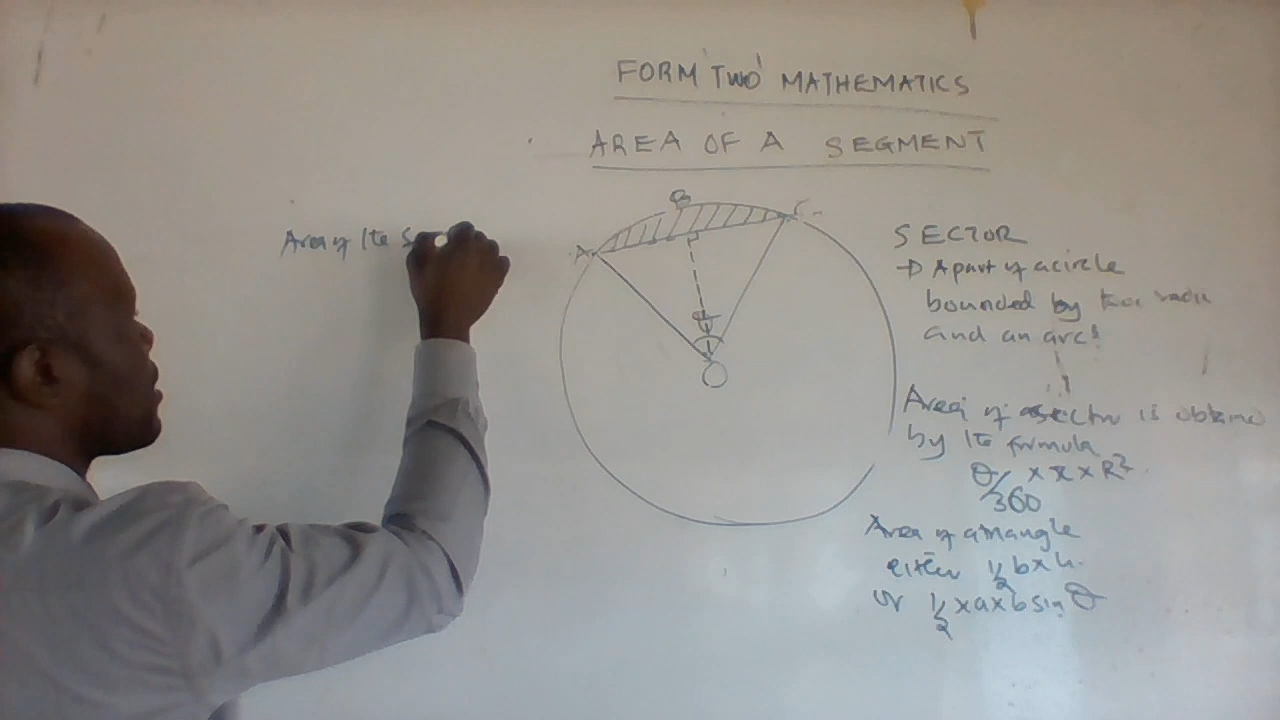 FORM TWO MATHEMATICS
AREA OF A SEGMENT
Area of the S
A
B
C
θ
SECTOR
→ A part of a circle
bounded by two radii
and an arc
Area of a sector is obtained
by the formula
θ/360 × π × R²
Area of a triangle
either ½ b×h.
or ½ × a × b sin θ